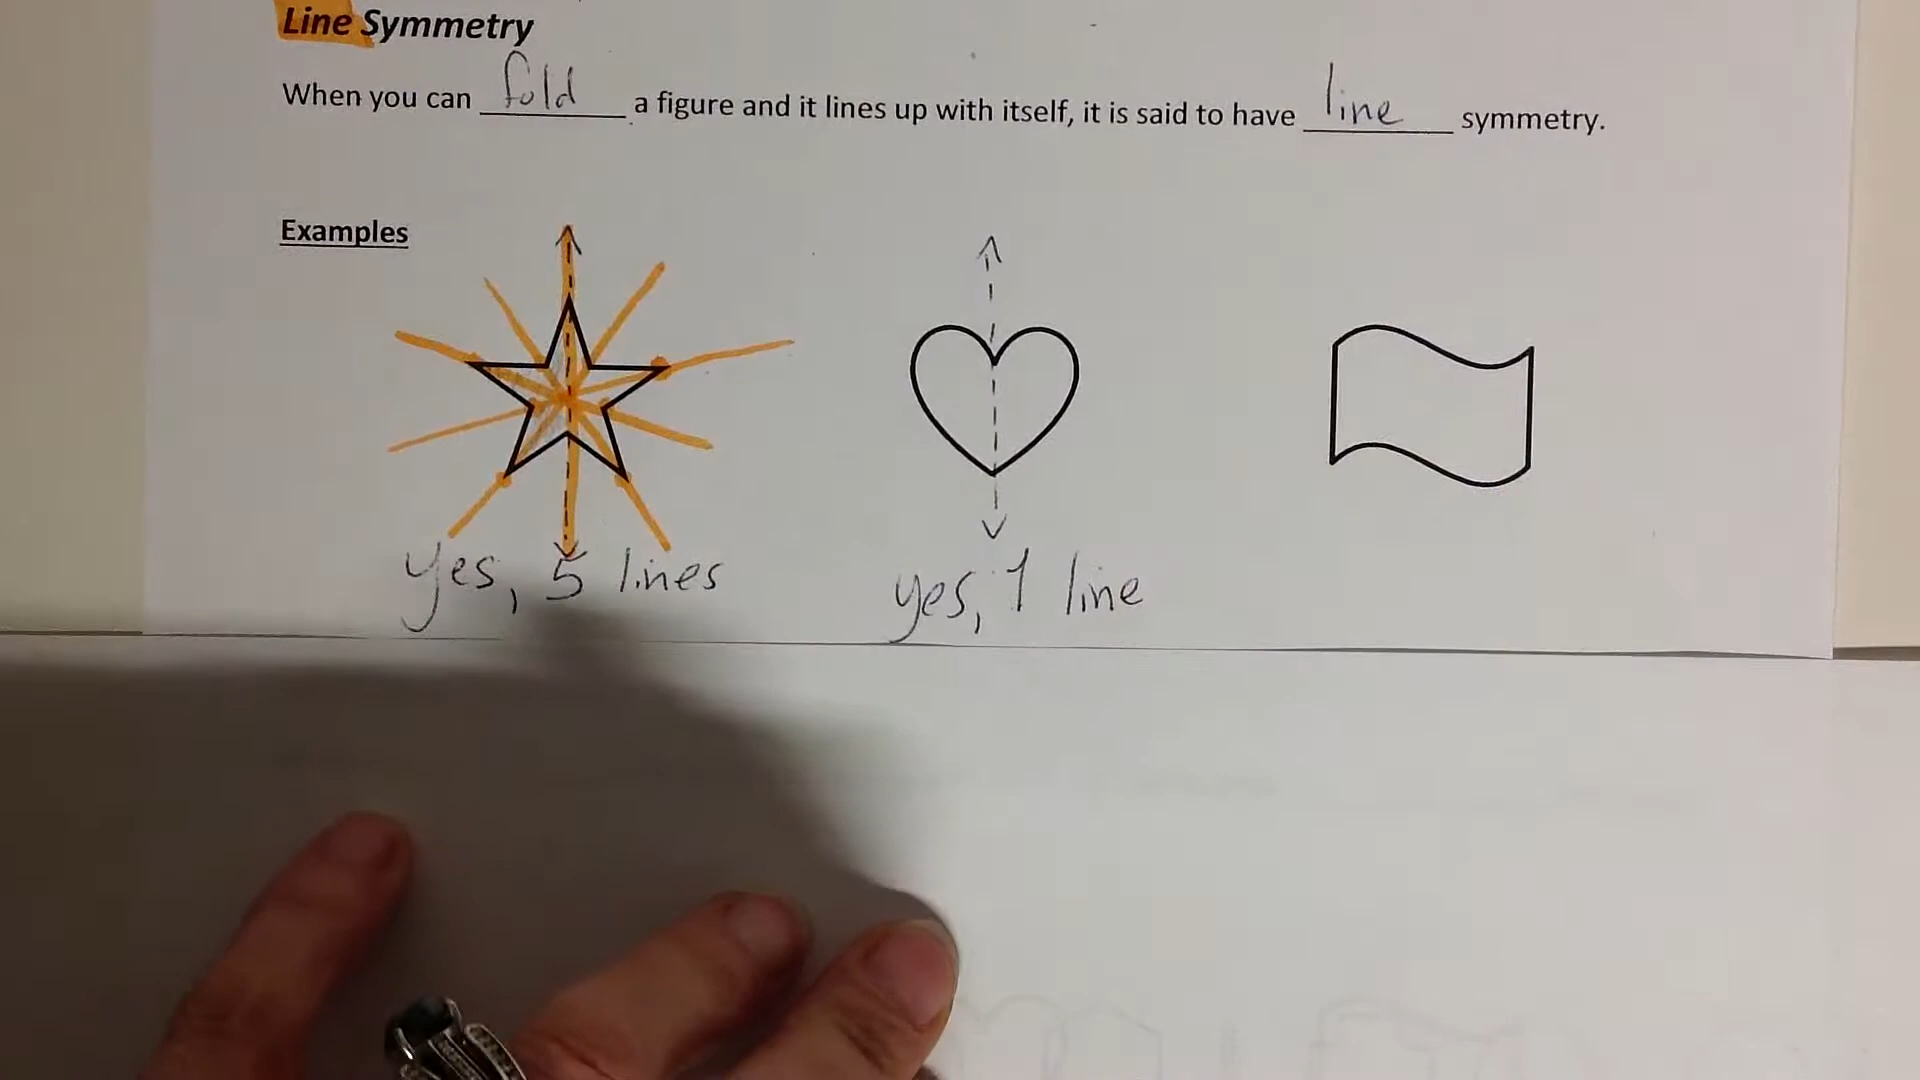 Line Symmetry
When you can fold a figure and it lines up with itself, it is said to have line symmetry.
Examples
yes, 5 lines
yes, 1 line